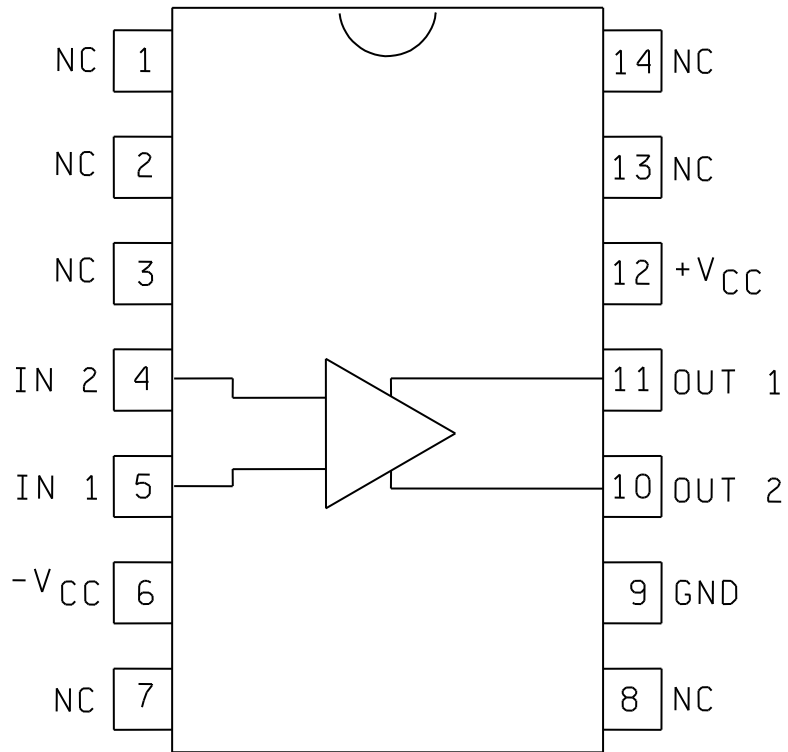 NC 1 14 NC
NC 2 13 NC
NC 3 12 +VCC
IN 2 4 11 OUT 1
IN 1 5 10 OUT 2
-VCC 6 9 GND
NC 7 8 NC